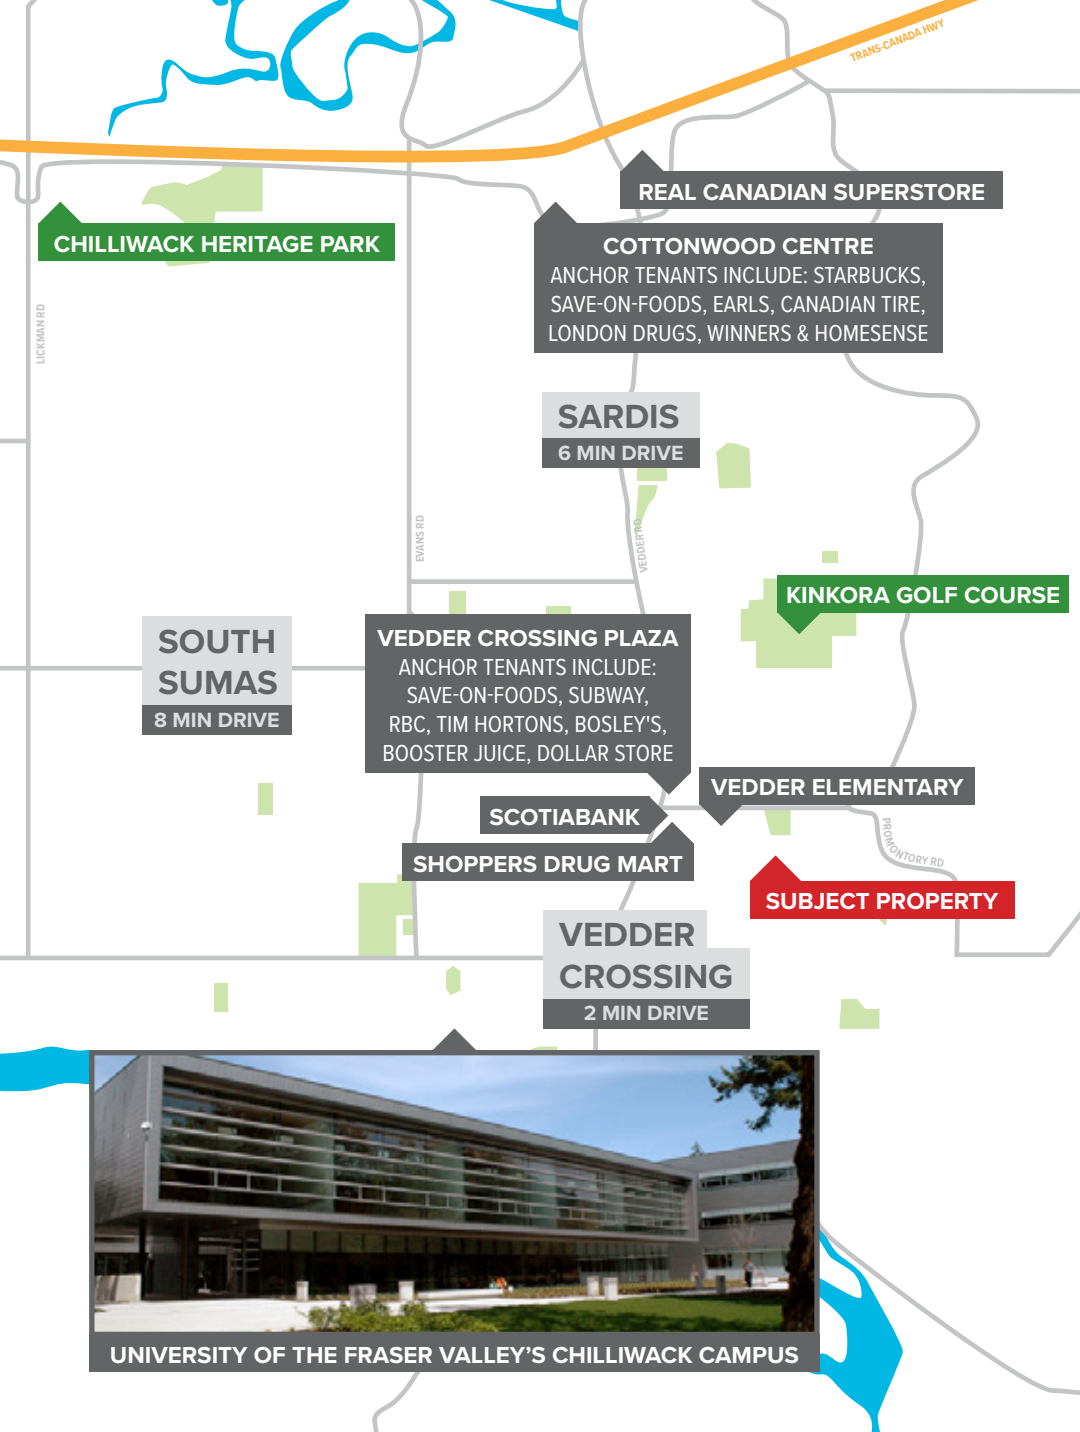 TRANS-CANADA HWY
REAL CANADIAN SUPERSTORE
CHILLIWACK HERITAGE PARK
COTTONWOOD CENTRE
ANCHOR TENANTS INCLUDE: STARBUCKS,
SAVE-ON-FOODS, EARLS, CANADIAN TIRE,
LONDON DRUGS, WINNERS & HOMESENSE
LICKMAN RD
SARDIS
6 MIN DRIVE
EVANS RD
VEDDER RD
KINKORA GOLF COURSE
SOUTH
SUMAS
8 MIN DRIVE
VEDDER CROSSING PLAZA
ANCHOR TENANTS INCLUDE:
SAVE-ON-FOODS, SUBWAY,
RBC, TIM HORTONS, BOSLEY'S,
BOOSTER JUICE, DOLLAR STORE
VEDDER ELEMENTARY
SCOTIABANK
PROMONTORY RD
SHOPPERS DRUG MART
SUBJECT PROPERTY
VEDDER
CROSSING
2 MIN DRIVE
UNIVERSITY OF THE FRASER VALLEY’S CHILLIWACK CAMPUS